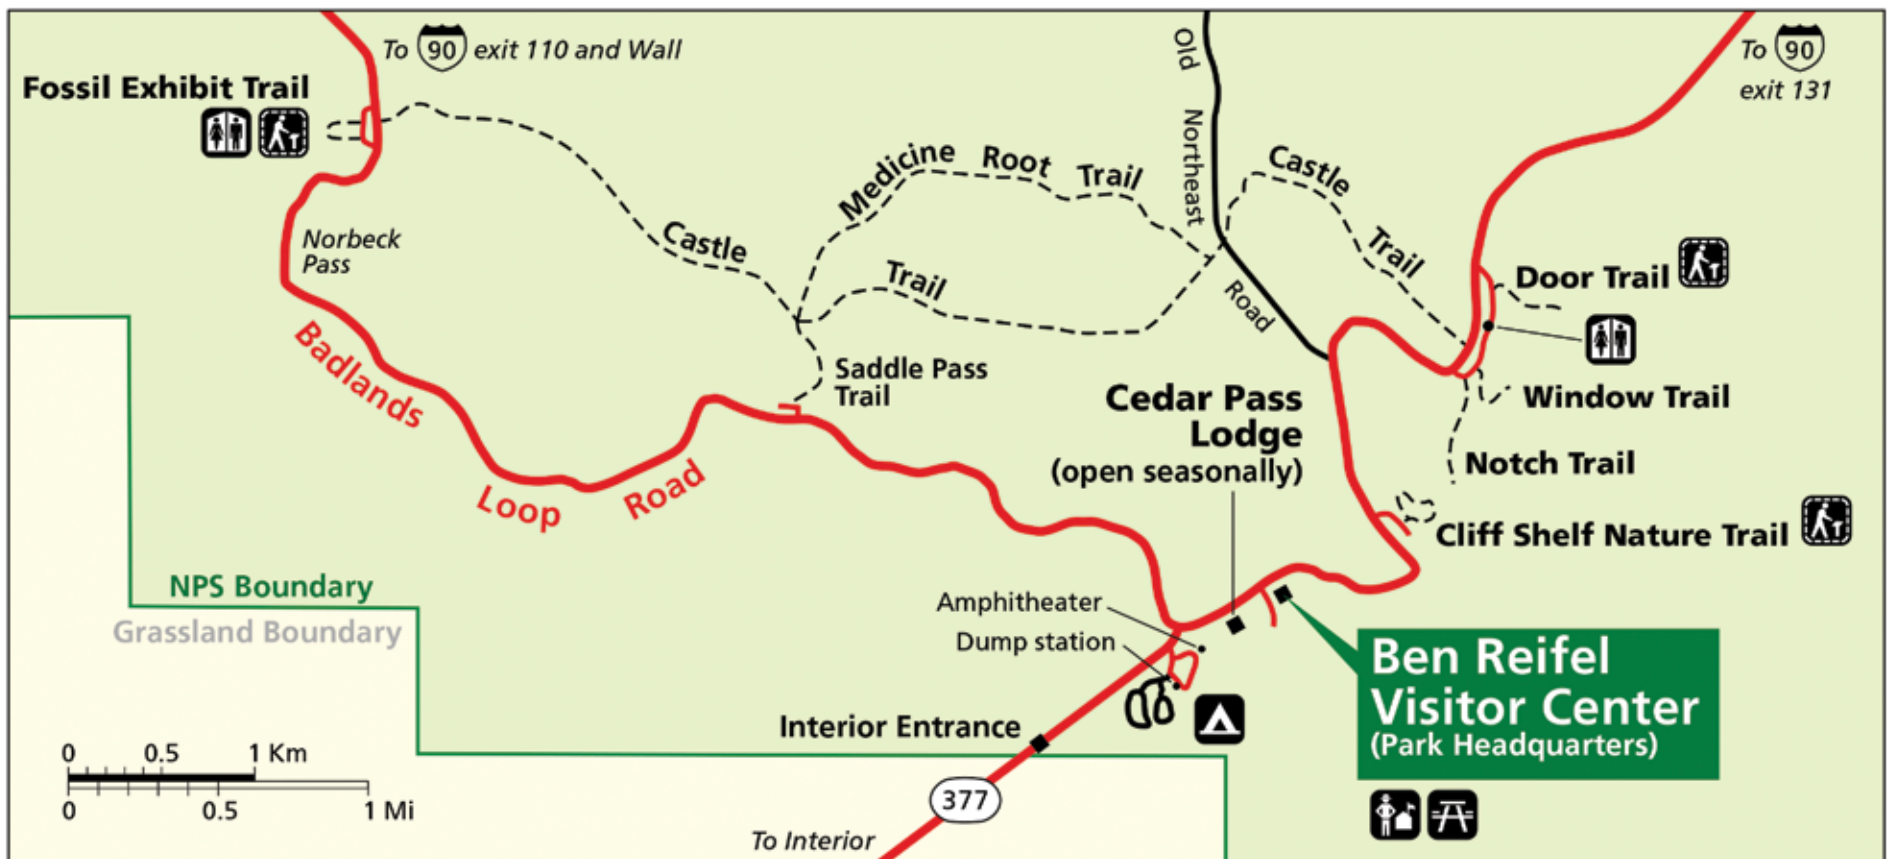 To 90 exit 110 and Wall
Fossil Exhibit Trail
Old Northeast Road
To 90
exit 131
Medicine Root Trail
Castle Trail
Castle Trail
Norbeck
Pass
Door Trail
Badlands Loop Road
Saddle Pass
Trail
Cedar Pass
Lodge
(open seasonally)
Window Trail
Notch Trail
Cliff Shelf Nature Trail
NPS Boundary
Grassland Boundary
Amphitheater
Dump station
Ben Reifel
Visitor Center
(Park Headquarters)
Interior Entrance
0 0.5 1 Km
0 0.5 1 Mi
377
To Interior